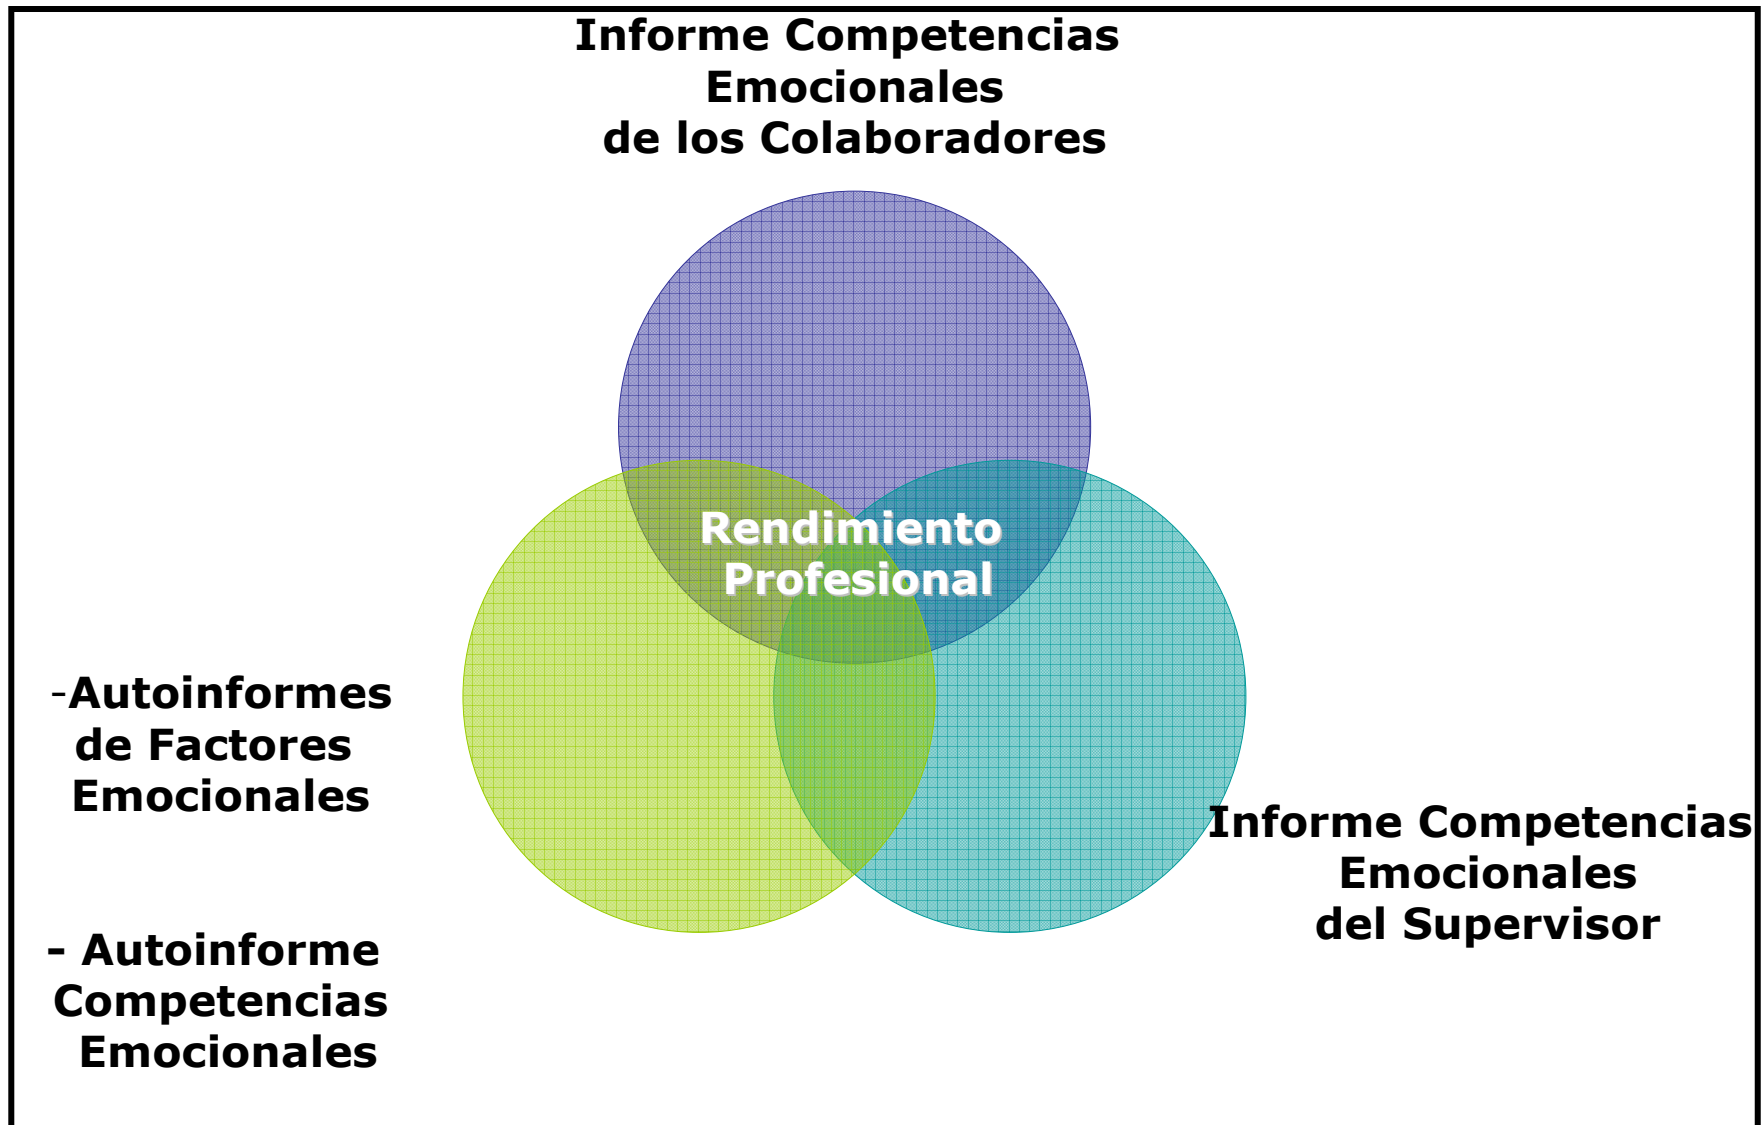 Informe Competencias
Emocionales
de los Colaboradores
Rendimiento
Profesional
-Autoinformes
de Factores
Emocionales
- Autoinforme
Competencias
Emocionales
Informe Competencias
Emocionales
del Supervisor